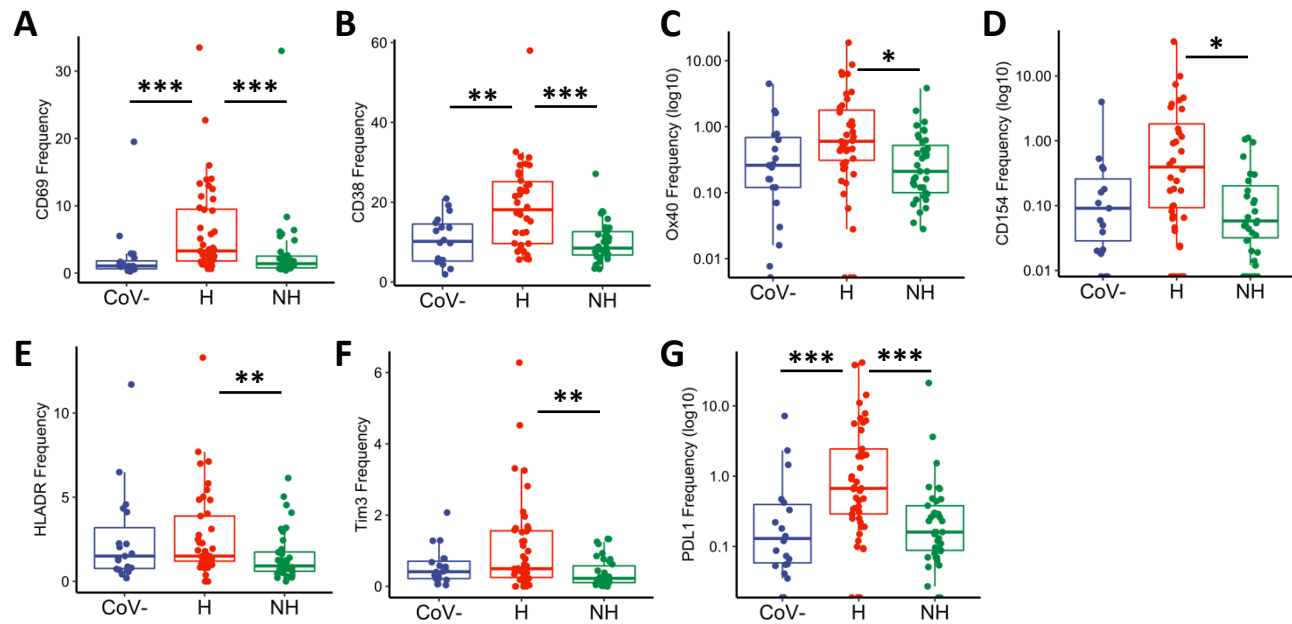 A
CD69 Frequency
30
20
10
0
*** ***
CoV- H NH
B
CD38 Frequency
60
40
20
0
** ***
CoV- H NH
C
Ox40 Frequency (log10)
10.00
1.00
0.10
0.01
*
CoV- H NH
D
CD154 Frequency (log10)
10.00
1.00
0.10
0.01
*
CoV- H NH
E
HLADR Frequency
10
5
0
**
CoV- H NH
F
Tim3 Frequency
6
4
2
0
**
CoV- H NH
G
PDL1 Frequency (log10)
10.0
1.0
0.1
*** ***
CoV- H NH